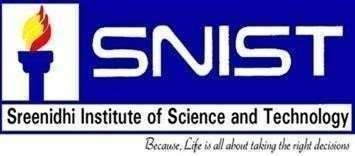 SNIST
Sreenidhi Institute of Science and Technology
Because, Life is all about taking the right decisions